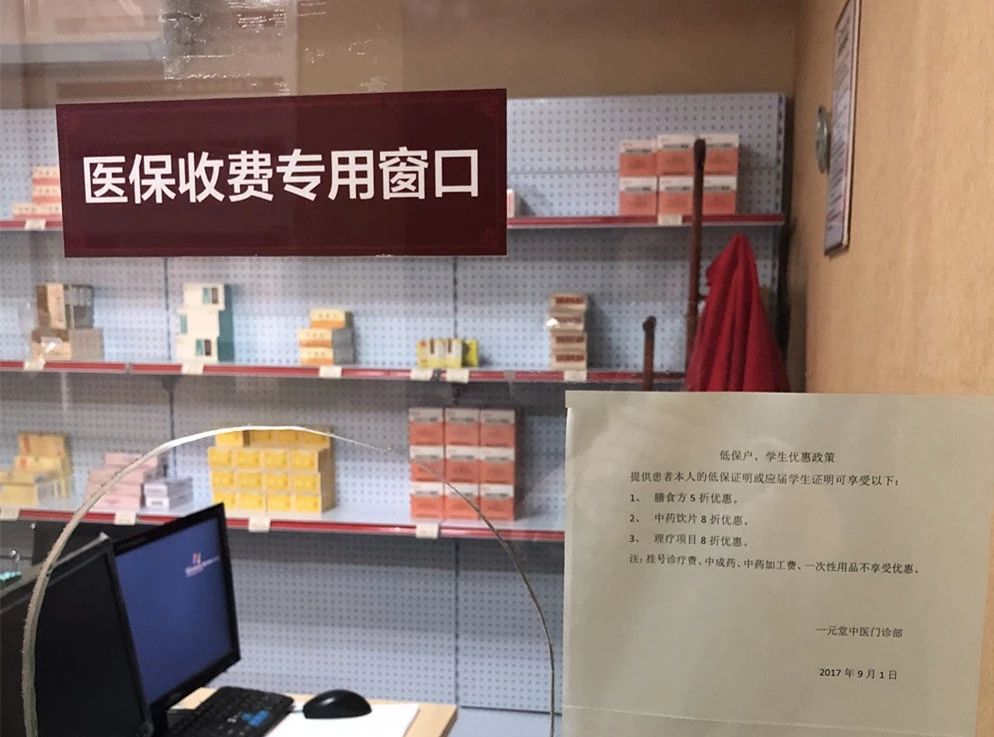 医保收费专用窗口
低保户、学生优惠政策
提供患者本人的低保证明或应届学生证明可享受以下：
1、 膳食方 5 折优惠。
2、 中药饮片 8 折优惠。
3、 理疗项目 8 折优惠。
注：挂号诊疗费、中成药、中药加工费、一次性用品不享受优惠。
一元堂中医门诊部
2017 年 9 月 1 日